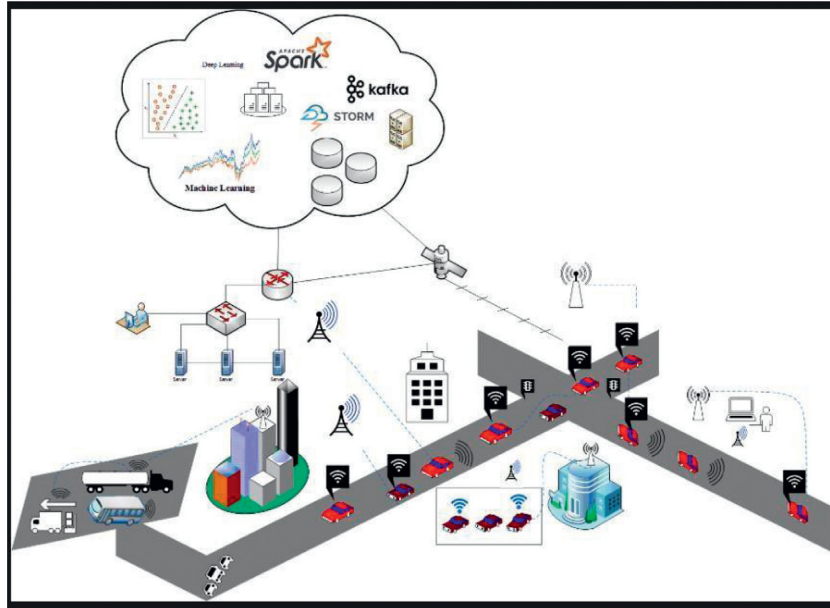 Deep Learning
APACHE
Spark
kafka
STORM
Machine Learning
Server
Server
Server